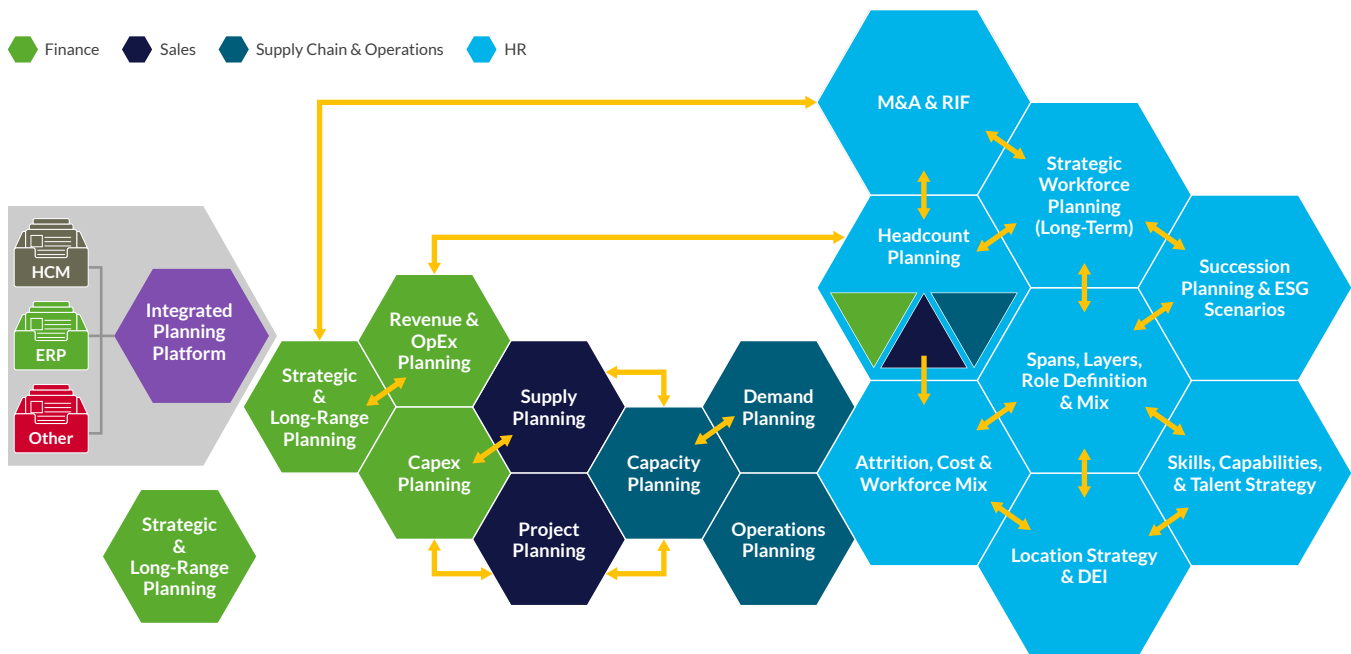 Finance
Sales
Supply Chain & Operations
HR
HCM
ERP
Other
Integrated
Planning
Platform
Strategic
&
Long-Range
Planning
Strategic
&
Long-Range
Planning
Revenue &
OpEx
Planning
Capex
Planning
Supply
Planning
Project
Planning
Capacity
Planning
Demand
Planning
Operations
Planning
M&A & RIF
Headcount
Planning
Strategic
Workforce
Planning
(Long-Term)
Succession
Planning & ESG
Scenarios
Spans, Layers,
Role Definition
& Mix
Attrition, Cost &
Workforce Mix
Skills, Capabilities,
& Talent Strategy
Location Strategy
& DEI